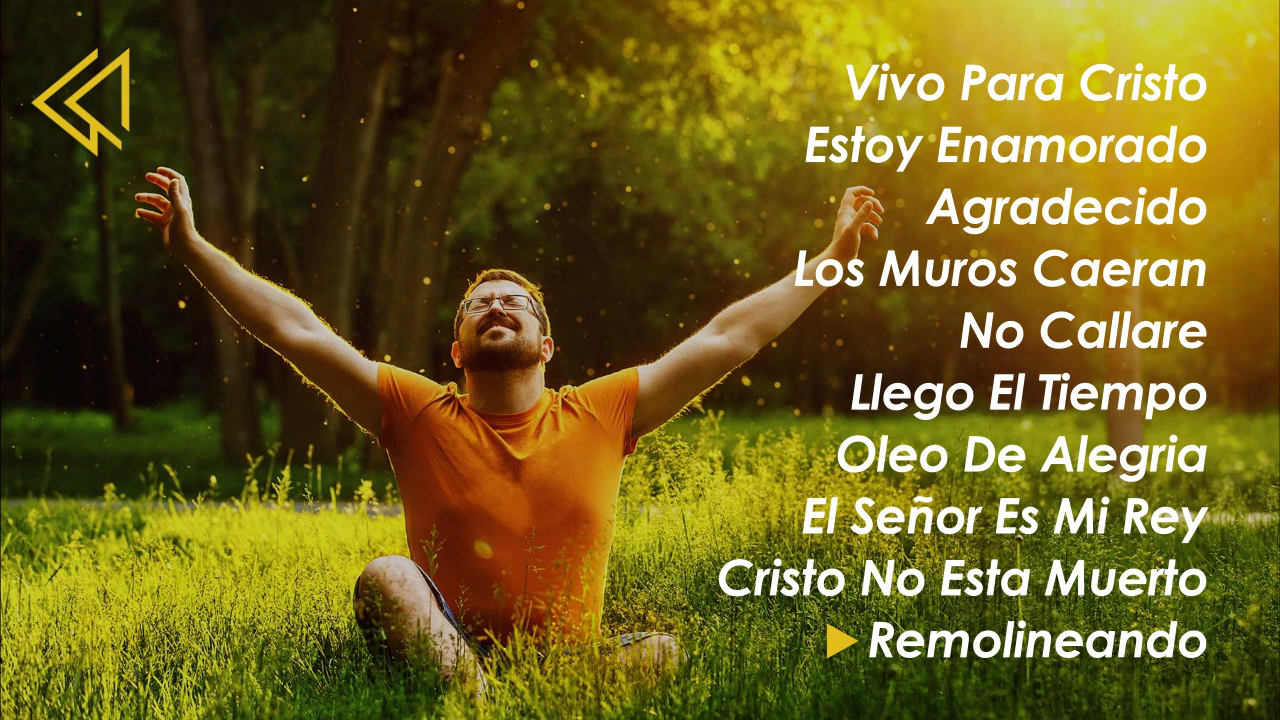 Vivo Para Cristo
Estoy Enamorado
Agradecido
Los Muros Caeran
No Callare
Llego El Tiempo
Oleo De Alegria
El Señor Es Mi Rey
Cristo No Esta Muerto
Remolineando